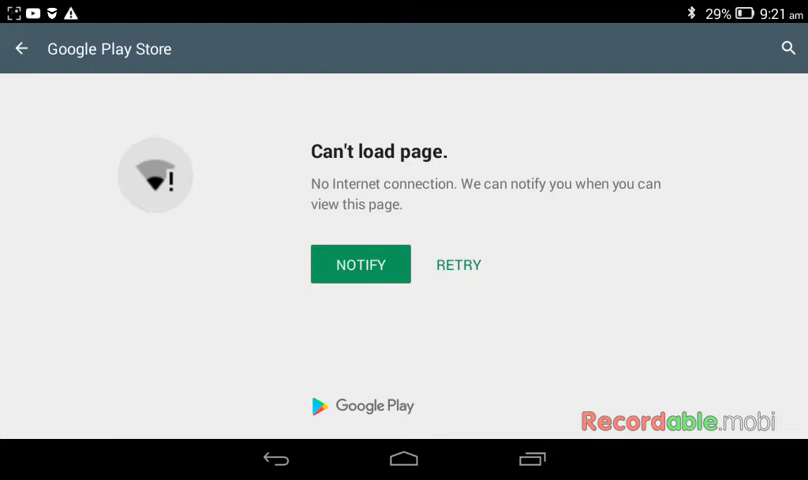 29% 9:21 am
Google Play Store
Can't load page.
No Internet connection. We can notify you when you can
view this page.
NOTIFY RETRY
Google Play
Recordable.mobi